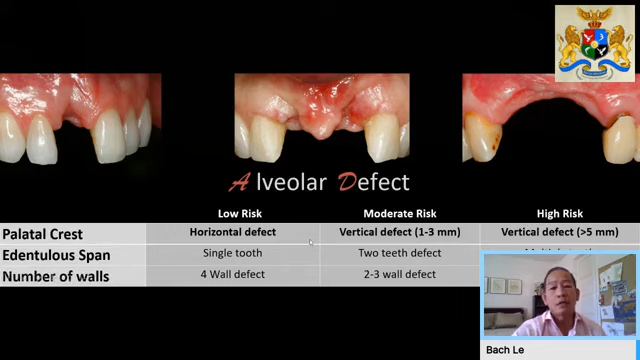 Alveolar Defect
Low Risk Moderate Risk High Risk
Palatal Crest Horizontal defect Vertical defect (1-3 mm) Vertical defect (>5 mm)
Edentulous Span Single tooth Two teeth defect
Number of walls 4 Wall defect 2-3 wall defect
Bach Le